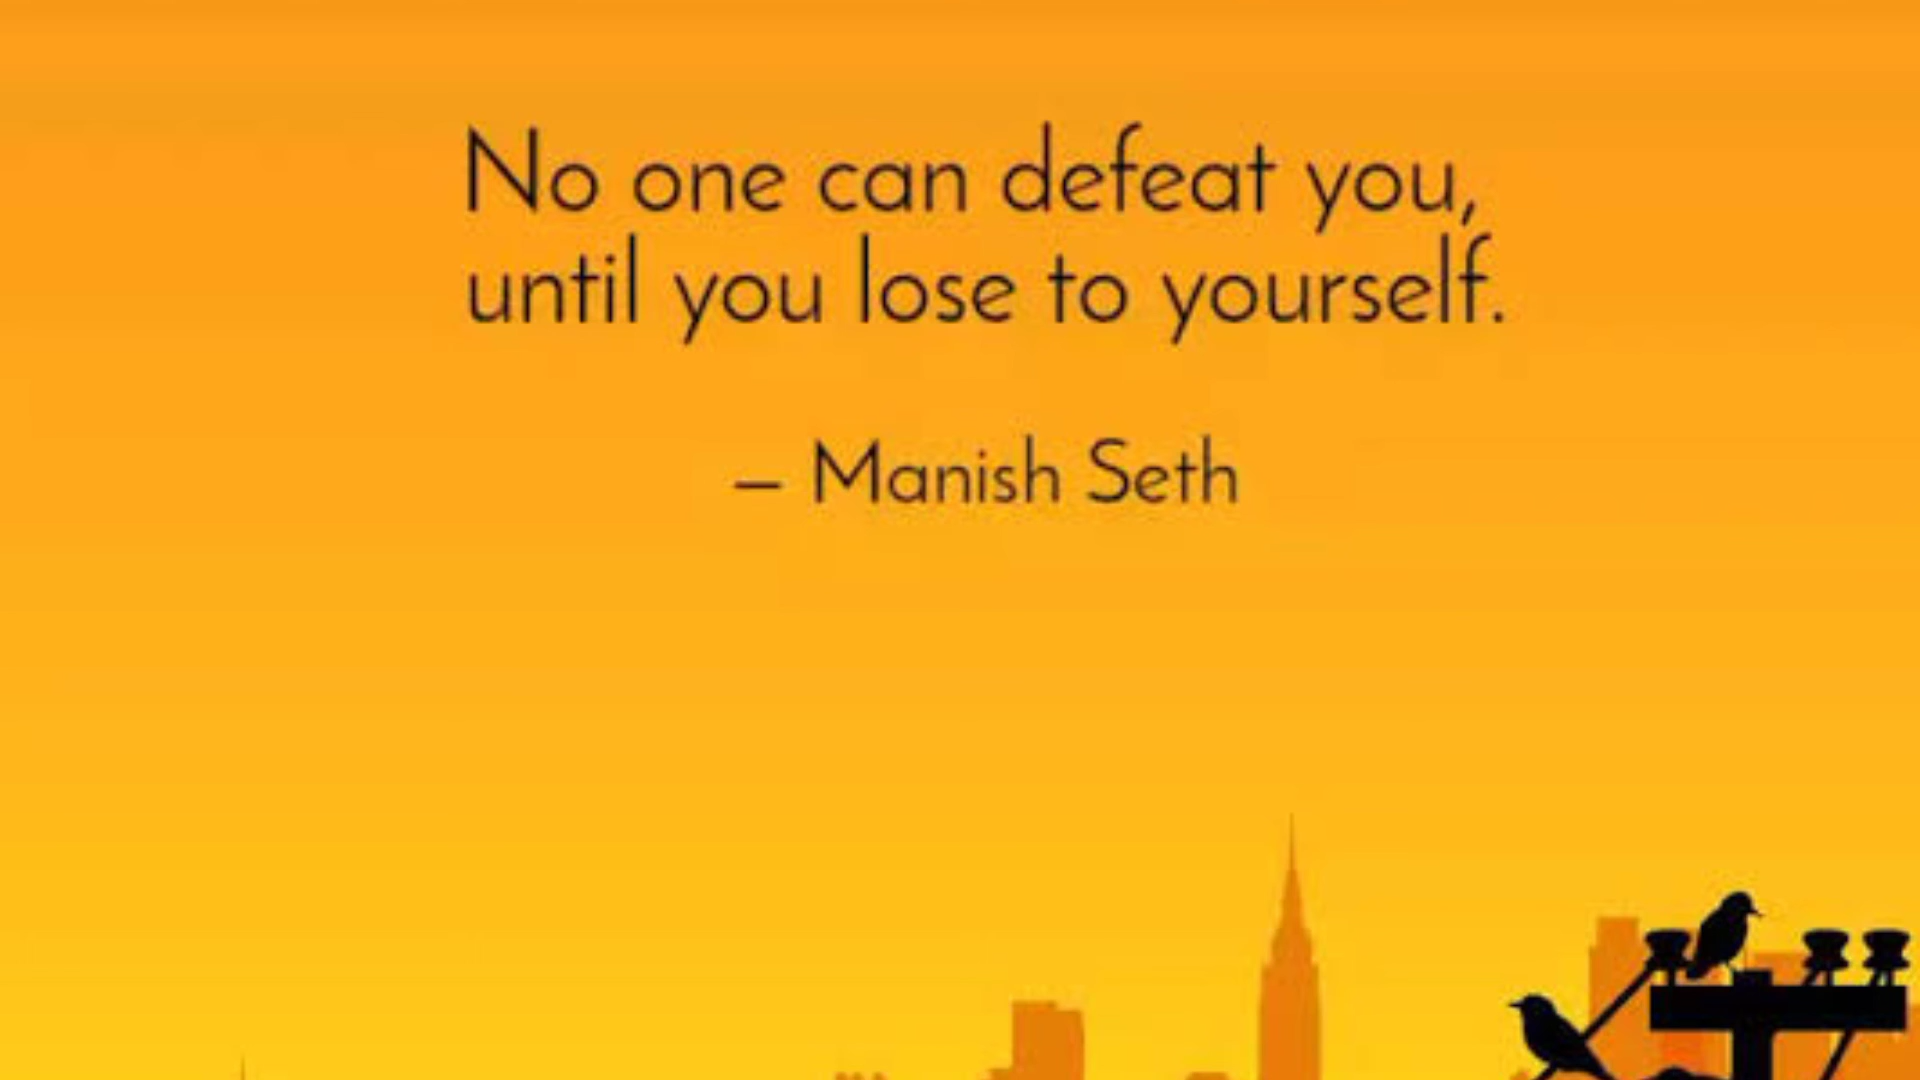 No one can defeat you,
until you lose to yourself.
– Manish Seth